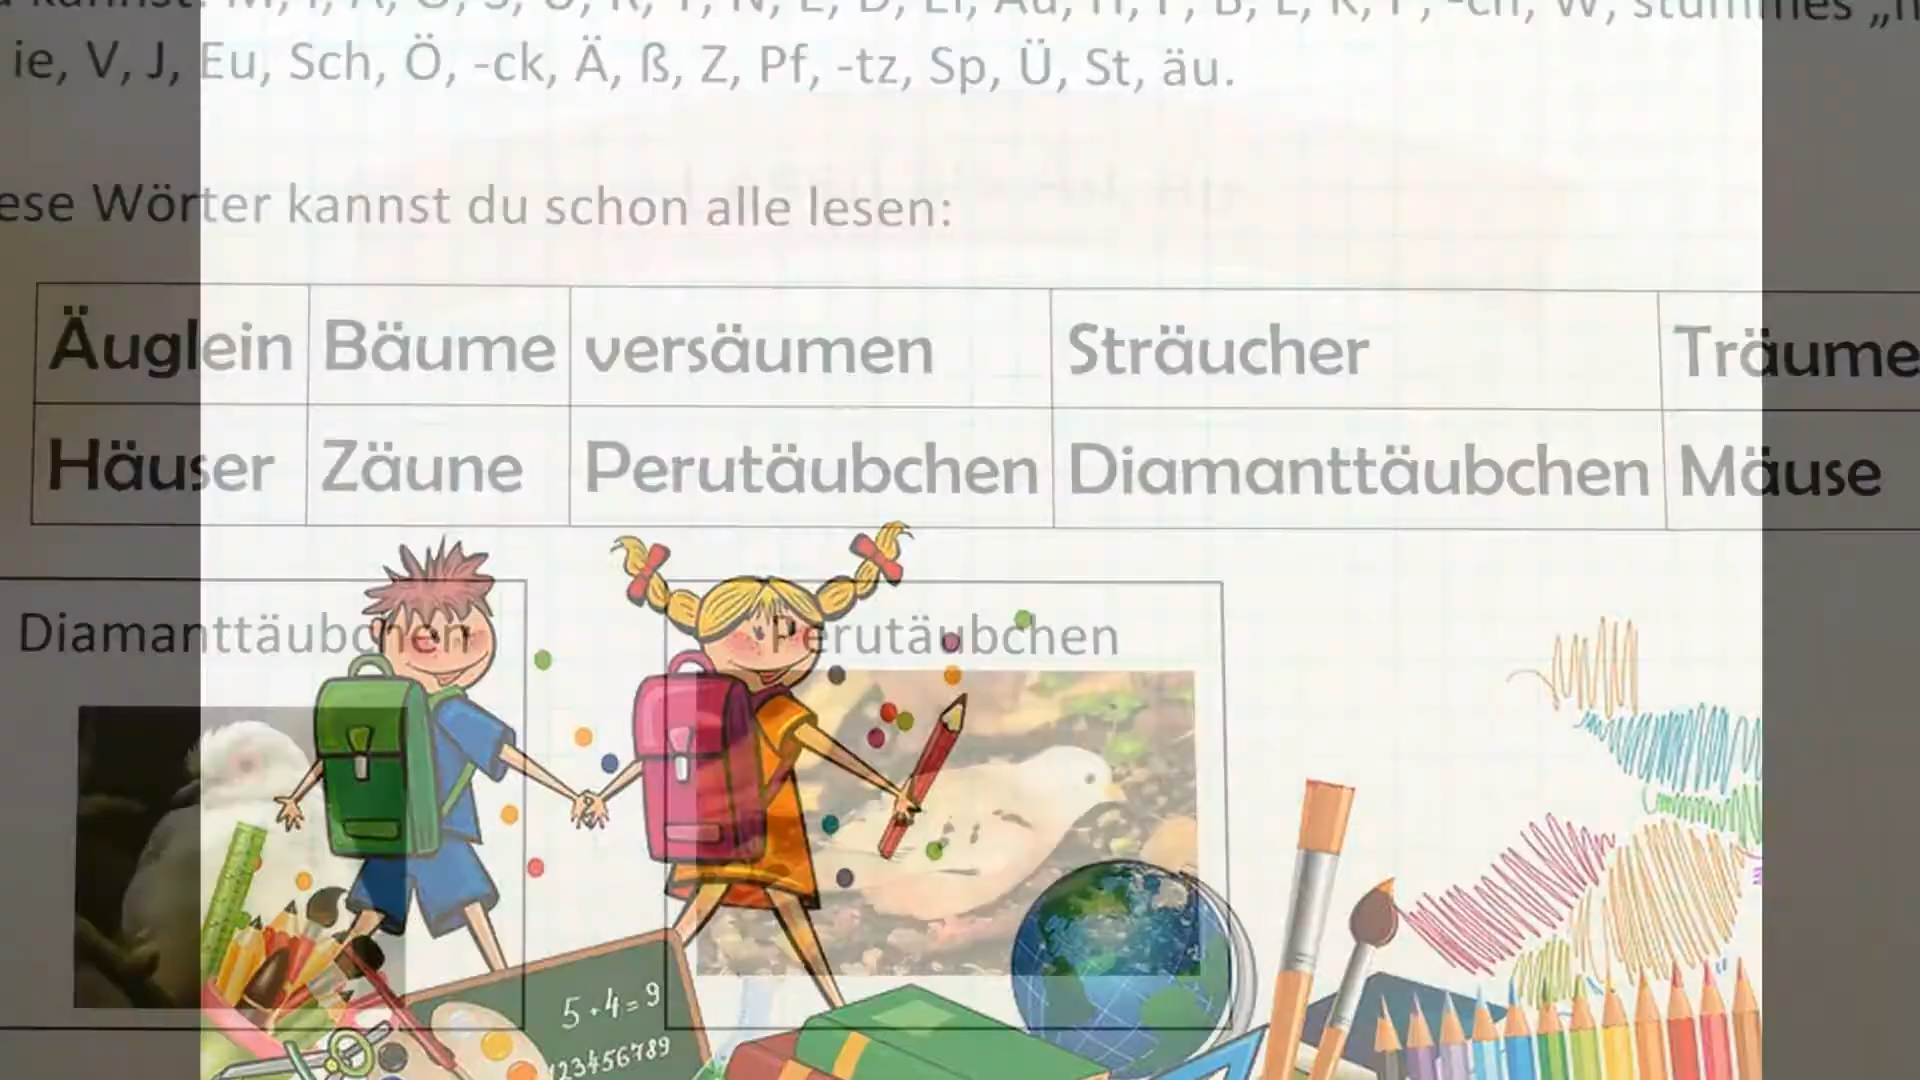 ie, V, J, Eu, Sch, Ö, -ck, Ä, ß, Z, Pf, -tz, Sp, Ü, St, äu.
ese Wörter kannst du schon alle lesen:
Äuglein Bäume versäumen Sträucher Träume
Häuser Zäune Perutäubchen Diamanttäubchen Mäuse
Diamanttäubchen Perutäubchen
5+4=9
123456789